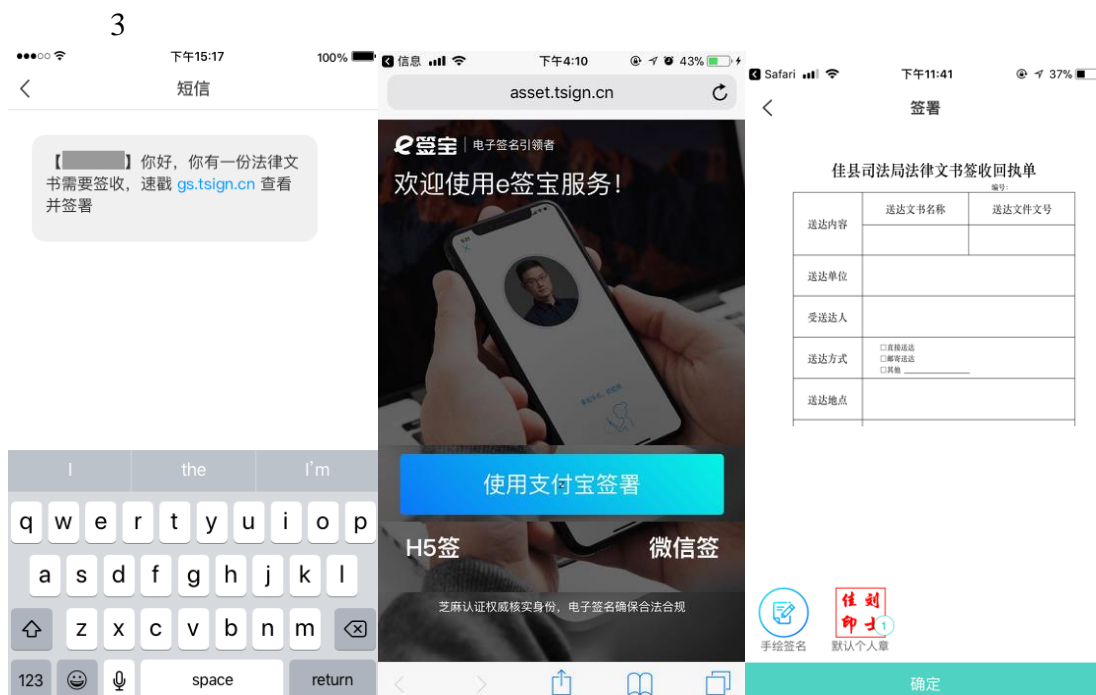 3
下午15:17
100%
短信
【 】你好，你有一份法律文
书需要签收，速戳 gs.tsign.cn 查看
并签署
I the I'm
q w e r t y u i o p
a s d f g h j k l
z x c v b n m
123 space return
信息
下午4:10
43%
asset.tsign.cn
e签宝 电子签名引领者
欢迎使用e签宝服务！
使用支付宝签署
H5签 微信签
芝麻认证权威核实身份，电子签名确保合法合规
Safari
下午11:41
37%
签署
佳县司法局法律文书签收回执单
编号：
送达内容 送达文书名称 送达文件文号
送达单位
受送达人
送达方式
□直接送达
□邮寄送达
□其他
送达地点
佳 刘
印 士
1
手绘签名 默认个人章
确定